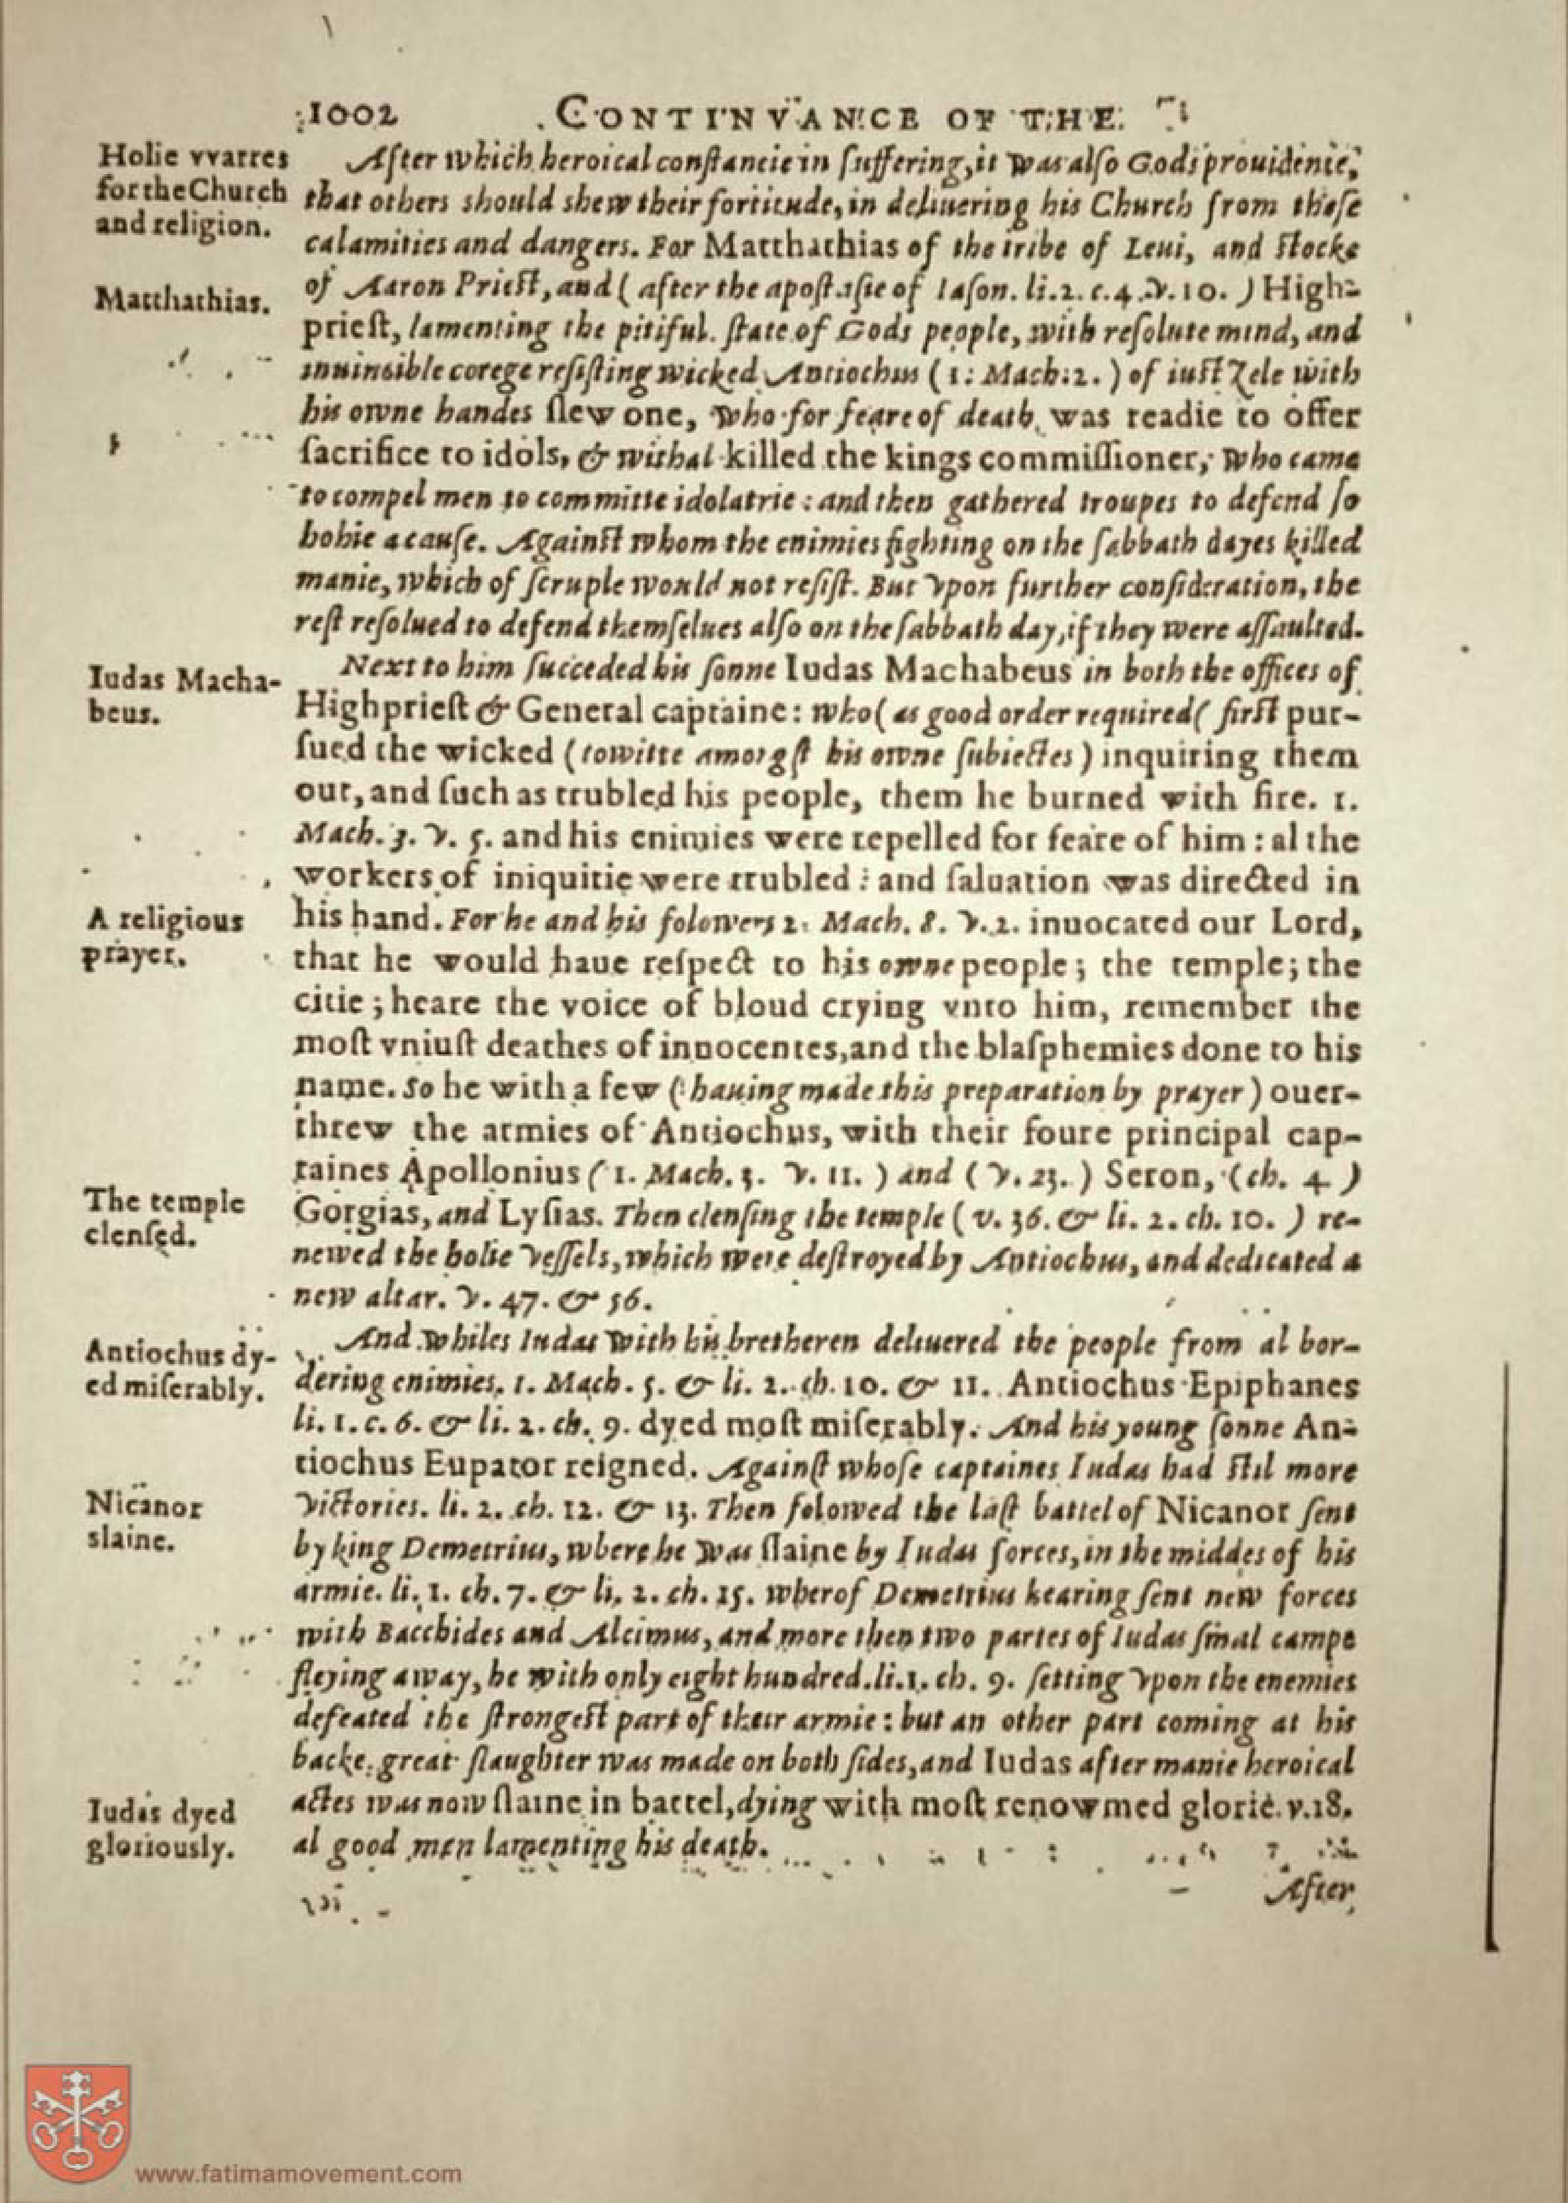 1002 CONTINVANCE OF THE
Holie vvarres
for the Church
and religion.
After which heroical constancie in suffering, it was also Gods prouidence,
that others should shew their fortitude, in deliuering his Church from these
calamities and dangers. For Matthathias of the tribe of Leui, and stocke
Matthathias.
of Aaron Priest, and ( after the apostasie of Iason. li. 2. c. 4. v. 10. ) High-
priest, lamenting the pitiful state of Gods people, with resolute mind, and
inuincible corege resisting wicked Antiochus ( 1. Mach. 2. ) of iust zele with
his owne handes slew one, who for feare of death was readie to offer
sacrifice to idols, & withal killed the kings commissioner, who came
to compel men to committe idolatrie : and then gathered troupes to defend so
holie a cause. Against whom the enimies fighting on the sabbath dayes killed
manie, which of scruple would not resist. But vpon further consideration, the
rest resolued to defend themselues also on the sabbath day, if they were assaulted.
Iudas Macha-
beus.
Next to him succeded his sonne Iudas Machabeus in both the offices of
Highpriest & General captaine : who ( as good order required ( first pur-
sued the wicked ( towitte amongst his owne subiectes ) inquiring them
out, and such as trubled his people, them he burned with fire. 1.
Mach. 3. v. 5. and his enimies were repelled for feare of him : al the
workers of iniquitie were trubled : and saluation was directed in
A religious
prayer.
his hand. For he and his folowers 2. Mach. 8. v. 2. inuocated our Lord,
that he would haue respect to his owne people ; the temple ; the
citie ; heare the voice of bloud crying vnto him, remember the
most vniust deathes of innocentes, and the blasphemies done to his
name. So he with a few ( hauing made this preparation by prayer ) ouer-
threw the armies of Antiochus, with their foure principal cap-
taines Apollonius ( 1. Mach. 3. v. 11. ) and ( v. 23. ) Seron, ( ch. 4 )
The temple
clensed.
Gorgias, and Lysias. Then clensing the temple ( v. 36. & li. 2. ch. 10. ) re-
newed the holie vessels, which were destroyed by Antiochus, and dedicated a
new altar. v. 47. & 56.
Antiochus dy-
ed miserably.
And whiles Iudas with his bretheren deliuered the people from al bor-
dering enimies. 1. Mach. 5. & li. 2. ch. 10. & 11. Antiochus Epiphanes
li. 1. c. 6. & li. 2. ch. 9. dyed most miserably. And his young sonne An-
tiochus Eupator reigned. Against whose captaines Iudas had stil more
Nicanor
slaine.
victories. li. 2. ch. 12. & 13. Then folowed the last battel of Nicanor sent
by king Demetrius, where he was slaine by Iudas forces, in the middes of his
armie. li. 1. ch. 7. & li. 2. ch. 15. wherof Demetrius hearing sent new forces
with Bacchides and Alcimus, and more then two partes of Iudas smal campe
fleying away, he with only eight hundred. li. 1. ch. 9. setting vpon the enemies
defeated the strongest part of their armie : but an other part coming at his
backe, great slaughter was made on both sides, and Iudas after manie heroical
Iudas dyed
gloriously.
actes was now slaine in battel, dying with most renowmed glorie. v. 18.
al good men lamenting his death.
After
www.fatimamovement.com